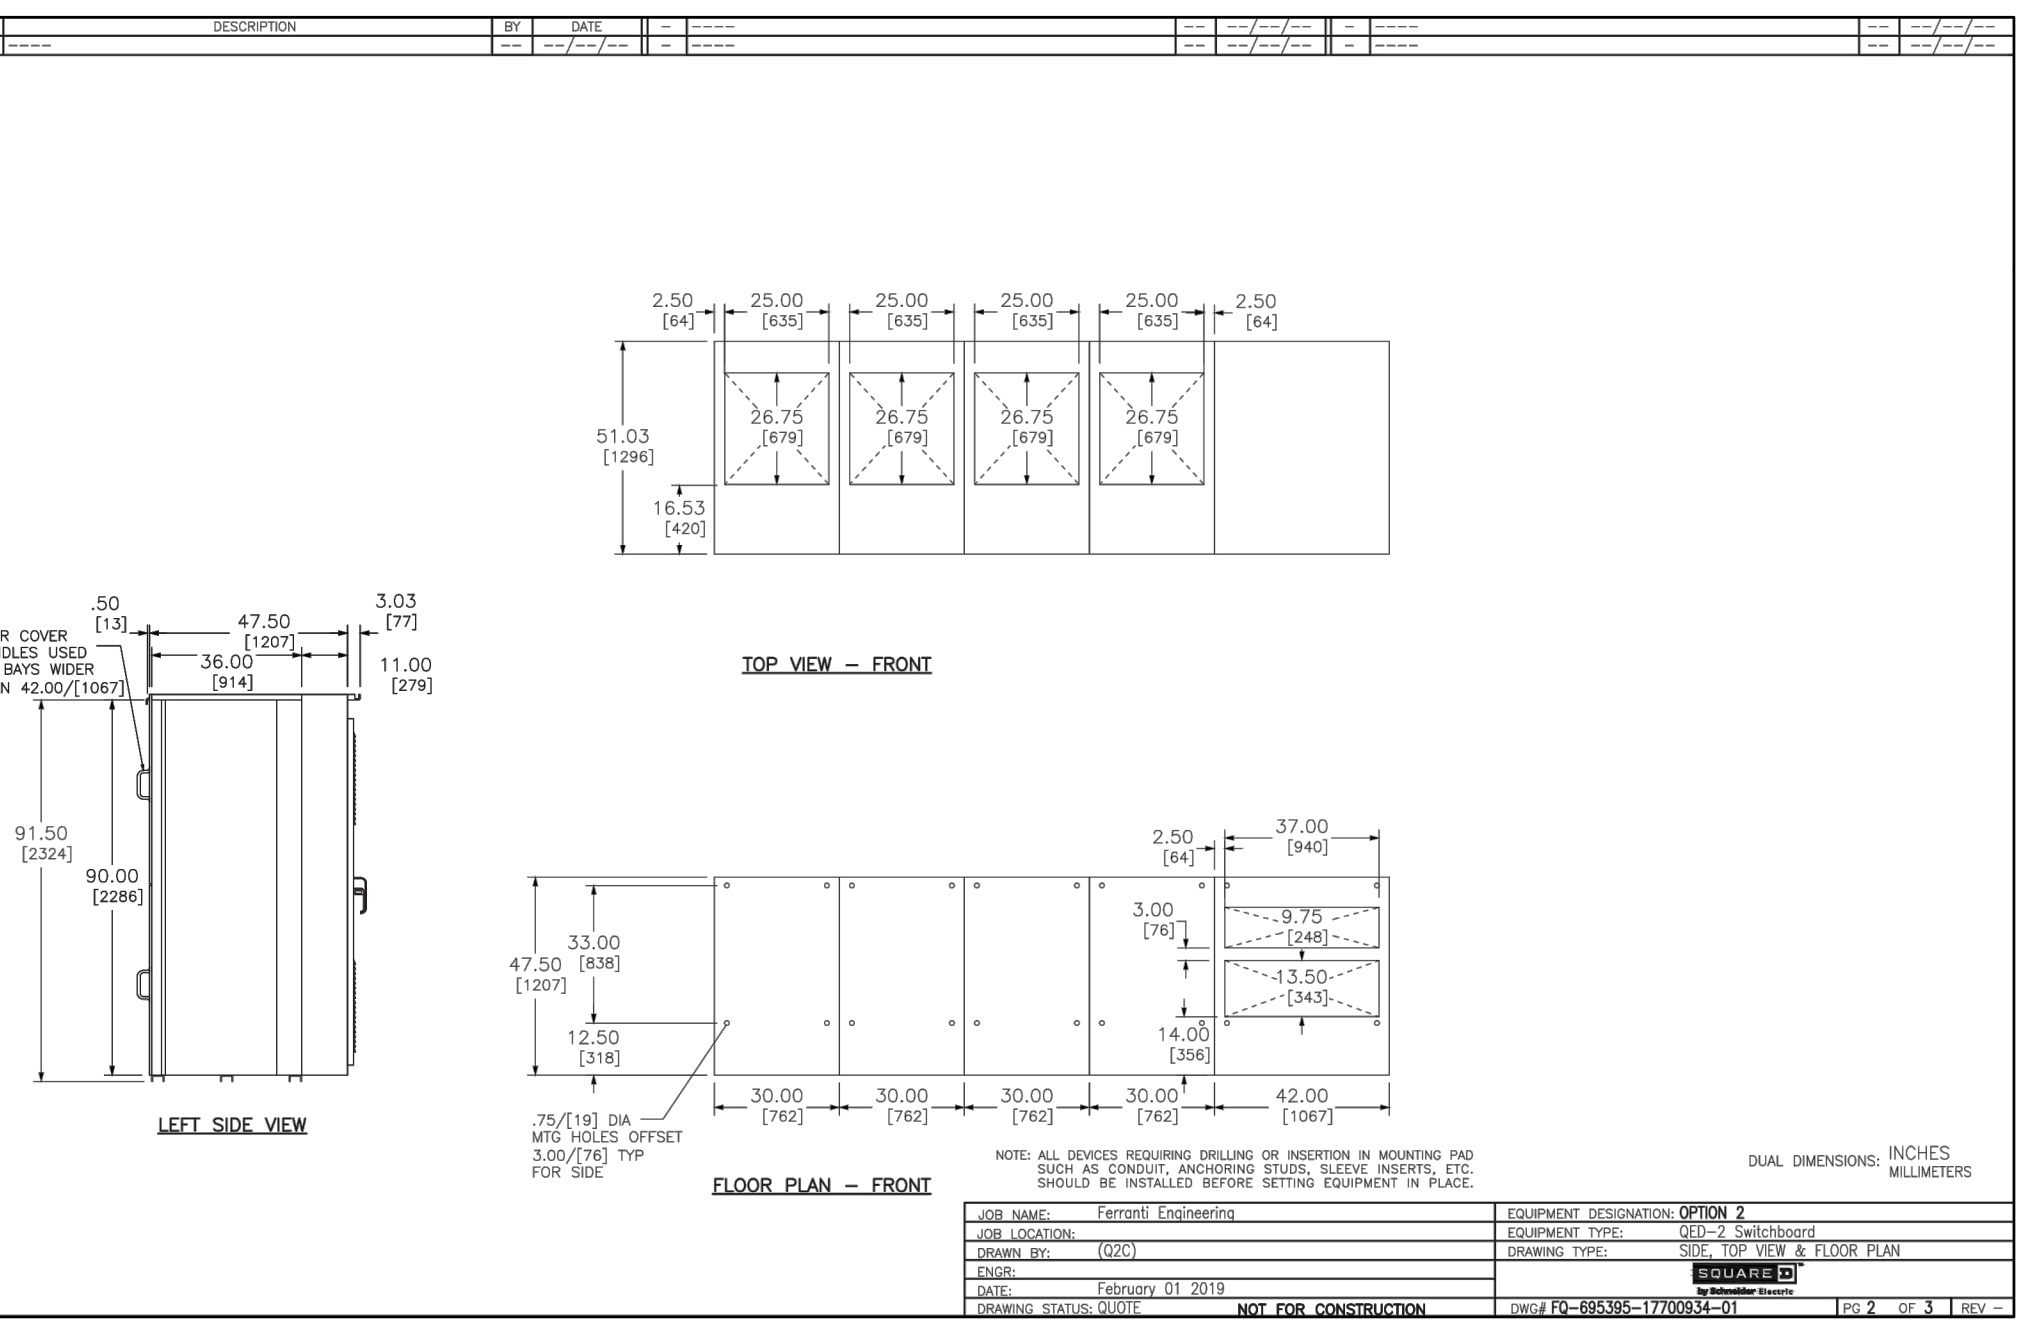 DESCRIPTION BY DATE - ---- -- --/--/-- - ---- -- --/--/--
---- -- --/--/-- - ---- -- --/--/-- - ---- -- --/--/--
2.50 25.00 25.00 25.00 25.00 2.50
[64] [635] [635] [635] [635] [64]
26.75 26.75 26.75 26.75
[679] [679] [679] [679]
51.03
[1296]
16.53
[420]
TOP VIEW – FRONT
.50
[13]
47.50
[1207]
3.03
[77]
36.00
[914]
11.00
[279]
R COVER
DLES USED
BAYS WIDER
N 42.00/[1067]
91.50
[2324]
90.00
[2286]
LEFT SIDE VIEW
2.50
[64]
37.00
[940]
3.00
[76]
9.75
[248]
13.50
[343]
14.00
[356]
33.00
[838]
47.50
[1207]
12.50
[318]
30.00 30.00 30.00 30.00 42.00
[762] [762] [762] [762] [1067]
.75/[19] DIA
MTG HOLES OFFSET
3.00/[76] TYP
FOR SIDE
FLOOR PLAN – FRONT
NOTE: ALL DEVICES REQUIRING DRILLING OR INSERTION IN MOUNTING PAD
SUCH AS CONDUIT, ANCHORING STUDS, SLEEVE INSERTS, ETC.
SHOULD BE INSTALLED BEFORE SETTING EQUIPMENT IN PLACE.
DUAL DIMENSIONS: INCHES
MILLIMETERS
JOB NAME: Ferranti Engineering
JOB LOCATION:
DRAWN BY: (Q2C)
ENGR:
DATE: February 01 2019
DRAWING STATUS: QUOTE NOT FOR CONSTRUCTION
EQUIPMENT DESIGNATION: OPTION 2
EQUIPMENT TYPE: QED–2 Switchboard
DRAWING TYPE: SIDE, TOP VIEW & FLOOR PLAN
SQUARE D™
by Schneider Electric
DWG# FQ–695395–17700934–01 PG 2 OF 3 REV –